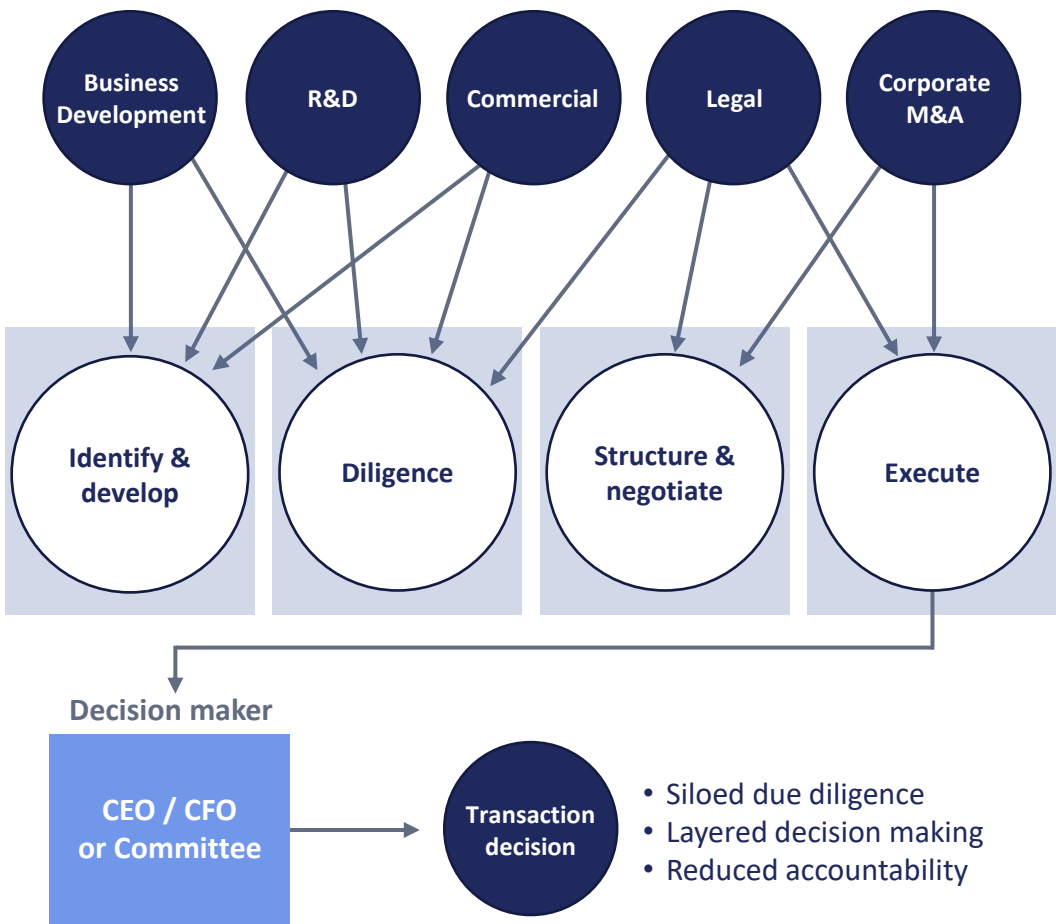 Business
Development
R&D
Commercial
Legal
Corporate
M&A
Identify &
develop
Diligence
Structure &
negotiate
Execute
Decision maker
CEO / CFO
or Committee
Transaction
decision
• Siloed due diligence
• Layered decision making
• Reduced accountability